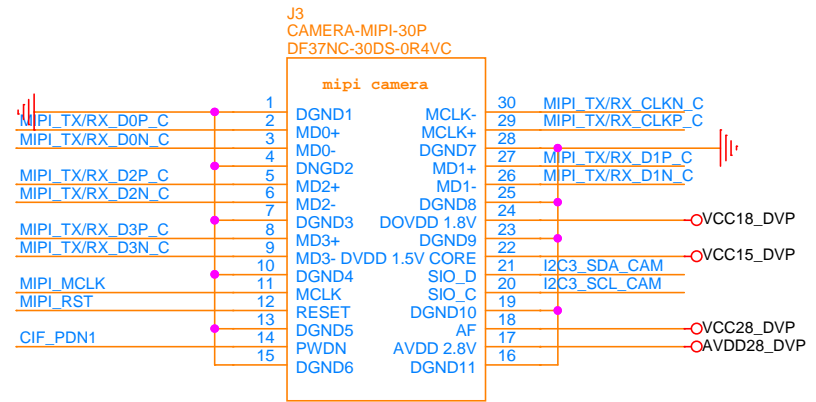 J3
CAMERA-MIPI-30P
DF37NC-30DS-0R4VC
mipi camera
1 DGND1 MCLK- 30 MIPI_TX/RX_CLKN_C
MIPI_TX/RX_D0P_C 2 MD0+ MCLK+ 29 MIPI_TX/RX_CLKP_C
MIPI_TX/RX_D0N_C 3 MD0- DGND7 28
4 DNGD2 MD1+ 27 MIPI_TX/RX_D1P_C
MIPI_TX/RX_D2P_C 5 MD2+ MD1- 26 MIPI_TX/RX_D1N_C
MIPI_TX/RX_D2N_C 6 MD2- DGND8 25
7 DGND3 DOVDD 1.8V 24 VCC18_DVP
MIPI_TX/RX_D3P_C 8 MD3+ DGND9 23
MIPI_TX/RX_D3N_C 9 MD3- DVDD 1.5V CORE 22 VCC15_DVP
10 DGND4 SIO_D 21 I2C3_SDA_CAM
MIPI_MCLK 11 MCLK SIO_C 20 I2C3_SCL_CAM
MIPI_RST 12 RESET DGND10 19
13 DGND5 AF 18 VCC28_DVP
CIF_PDN1 14 PWDN AVDD 2.8V 17 AVDD28_DVP
15 DGND6 DGND11 16